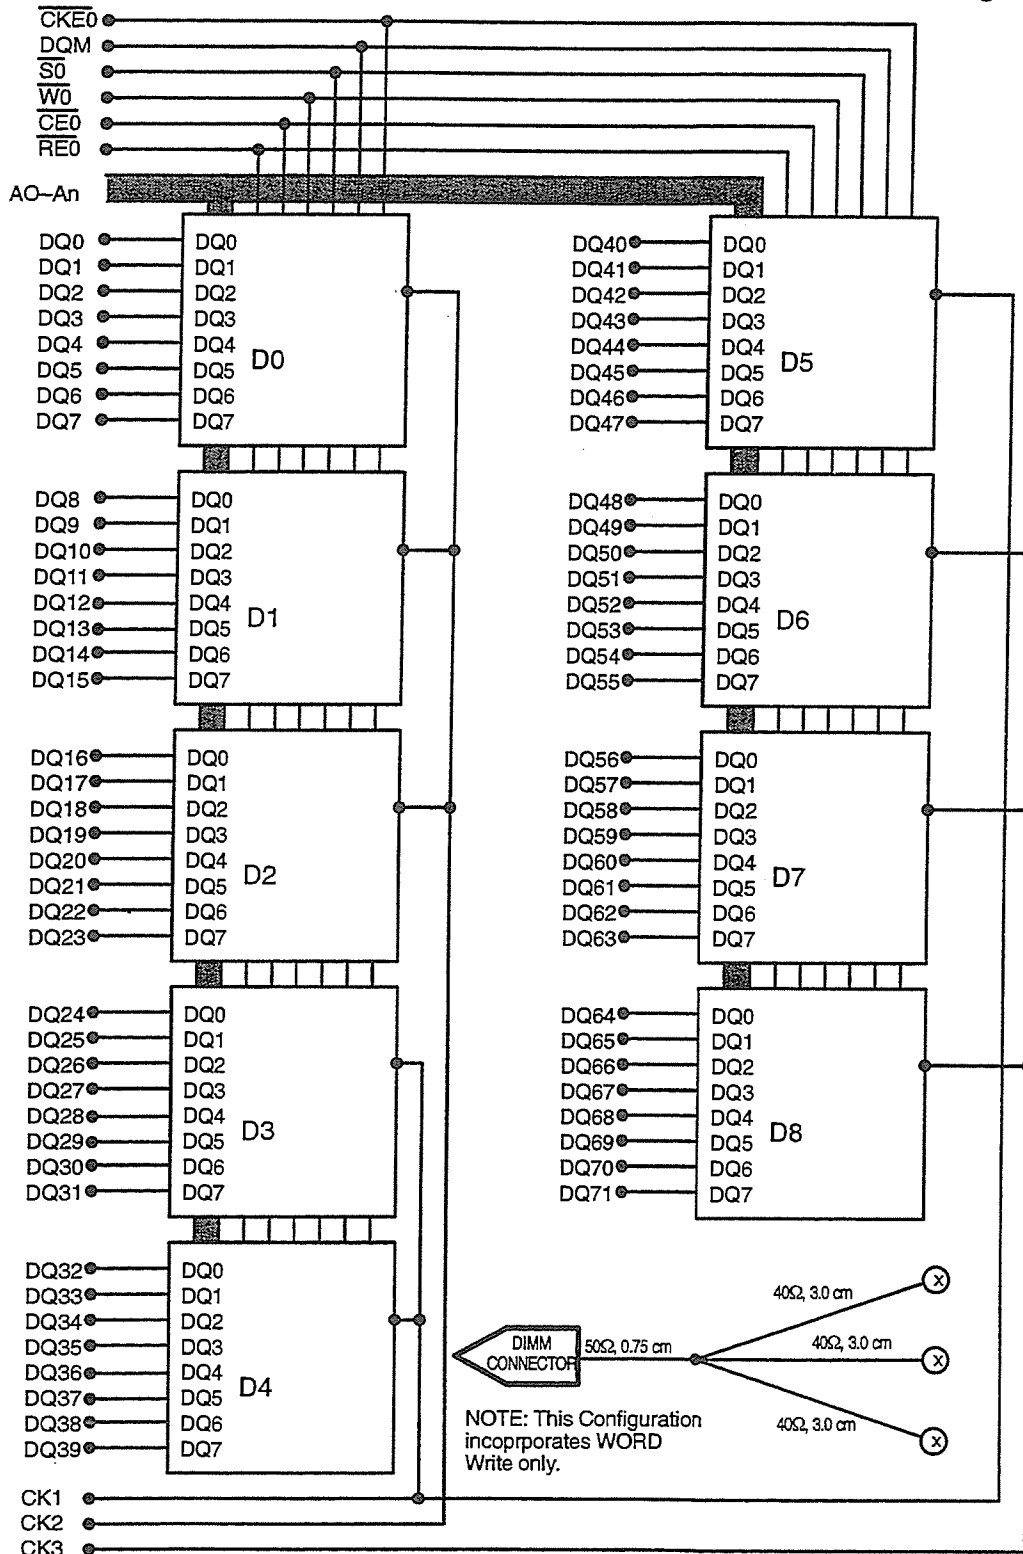 CKE0
DQM
S0
W0
CE0
RE0
AO–An
DQ0
DQ1
DQ2
DQ3
DQ4
DQ5
DQ6
DQ7
DQ0
DQ1
DQ2
DQ3
DQ4
DQ5
DQ6
DQ7
D0
DQ8
DQ9
DQ10
DQ11
DQ12
DQ13
DQ14
DQ15
DQ0
DQ1
DQ2
DQ3
DQ4
DQ5
DQ6
DQ7
D1
DQ16
DQ17
DQ18
DQ19
DQ20
DQ21
DQ22
DQ23
DQ0
DQ1
DQ2
DQ3
DQ4
DQ5
DQ6
DQ7
D2
DQ24
DQ25
DQ26
DQ27
DQ28
DQ29
DQ30
DQ31
DQ0
DQ1
DQ2
DQ3
DQ4
DQ5
DQ6
DQ7
D3
DQ32
DQ33
DQ34
DQ35
DQ36
DQ37
DQ38
DQ39
DQ0
DQ1
DQ2
DQ3
DQ4
DQ5
DQ6
DQ7
D4
DQ40
DQ41
DQ42
DQ43
DQ44
DQ45
DQ46
DQ47
DQ0
DQ1
DQ2
DQ3
DQ4
DQ5
DQ6
DQ7
D5
DQ48
DQ49
DQ50
DQ51
DQ52
DQ53
DQ54
DQ55
DQ0
DQ1
DQ2
DQ3
DQ4
DQ5
DQ6
DQ7
D6
DQ56
DQ57
DQ58
DQ59
DQ60
DQ61
DQ62
DQ63
DQ0
DQ1
DQ2
DQ3
DQ4
DQ5
DQ6
DQ7
D7
DQ64
DQ65
DQ66
DQ67
DQ68
DQ69
DQ70
DQ71
DQ0
DQ1
DQ2
DQ3
DQ4
DQ5
DQ6
DQ7
D8
DIMM
CONNECTOR
50Ω, 0.75 cm
40Ω, 3.0 cm
40Ω, 3.0 cm
40Ω, 3.0 cm
X
X
X
NOTE: This Configuration
incoprporates WORD
Write only.
CK1
CK2
CK3